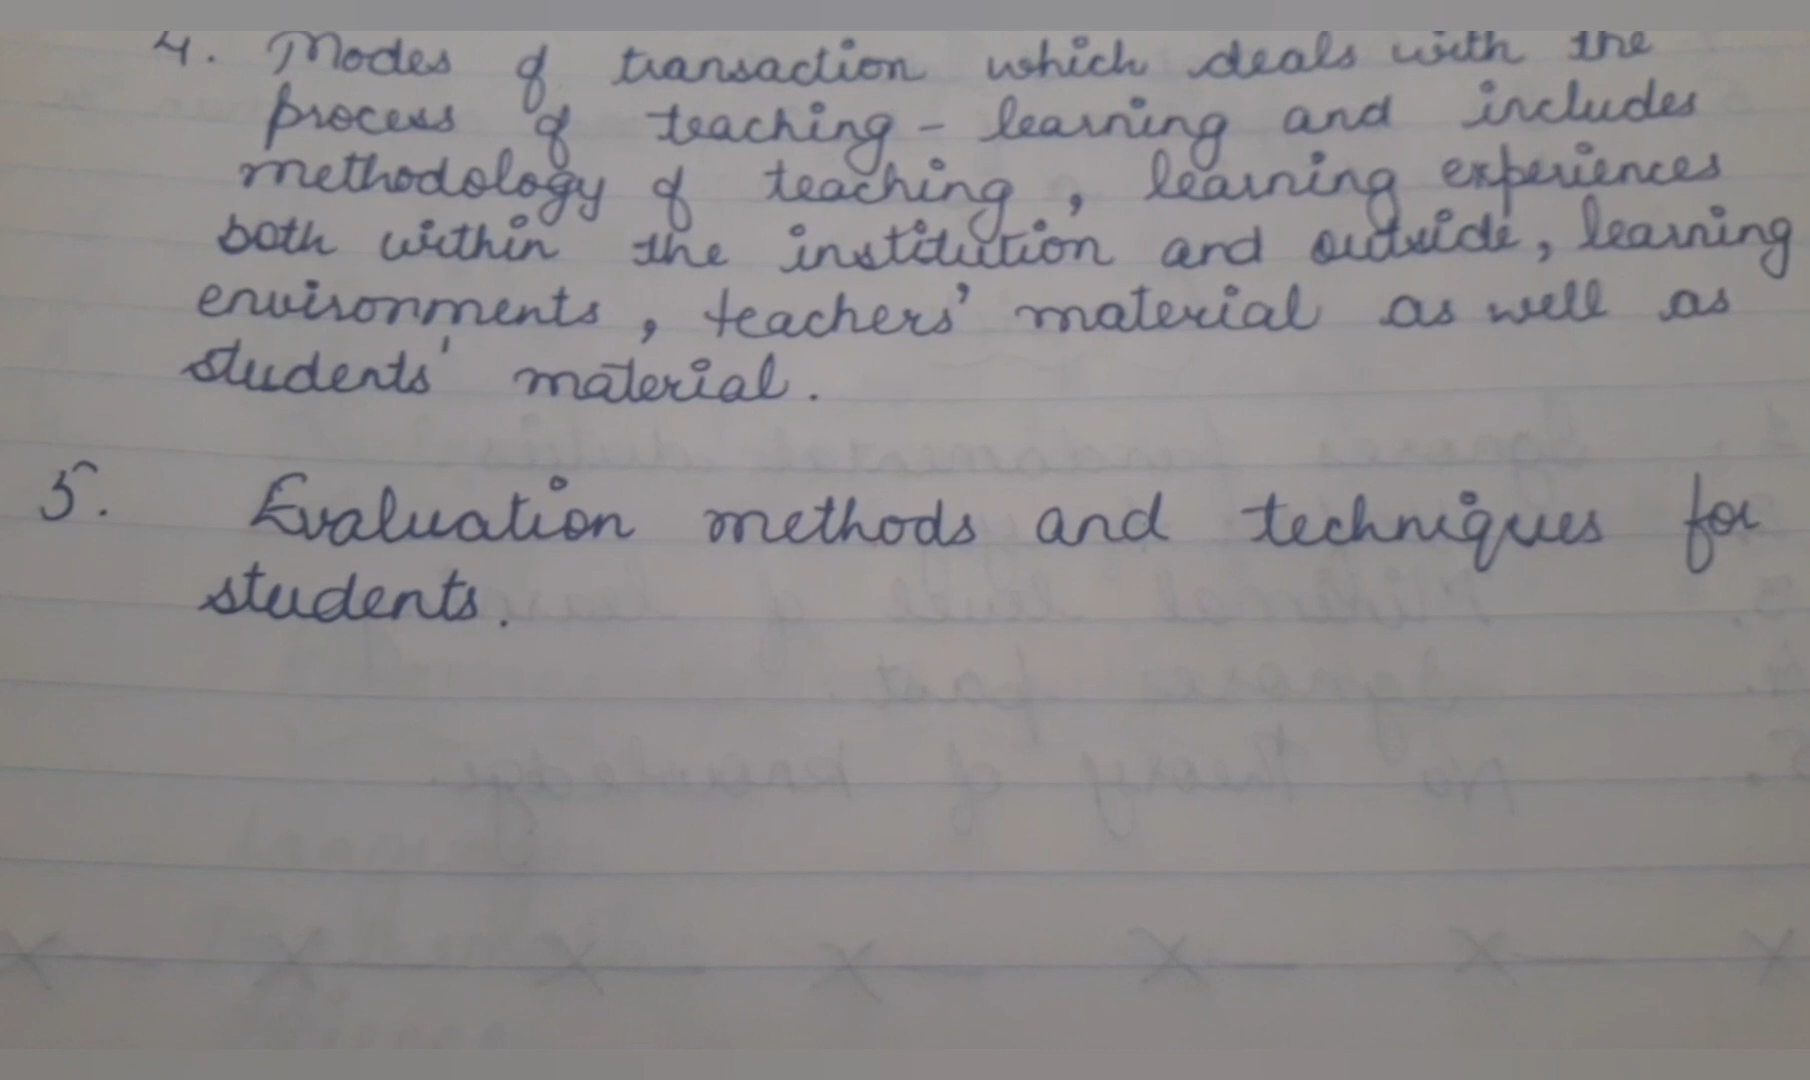 4. Modes of transaction which deals with the
process of teaching - learning and includes
methodology of teaching, learning experiences
both within the institution and outside, learning
environments, teachers' material as well as
students' material.
5. Evaluation methods and techniques for
students.